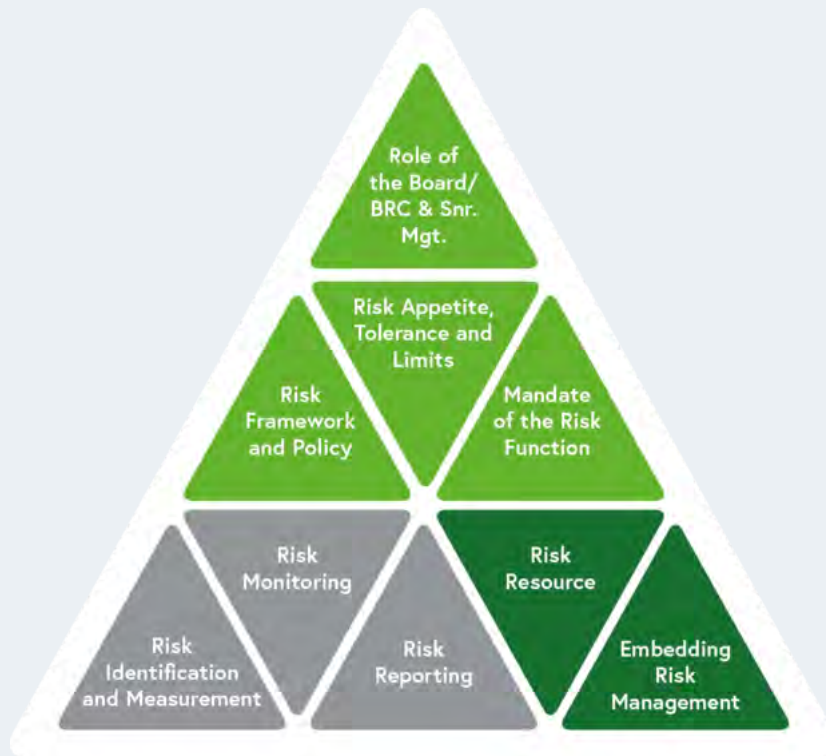 Role of
the Board/
BRC & Snr.
Mgt.
Risk Appetite,
Tolerance and
Limits
Risk
Framework
and Policy
Mandate
of the Risk
Function
Risk
Identification
and Measurement
Risk
Monitoring
Risk
Reporting
Risk
Resource
Embedding
Risk
Management